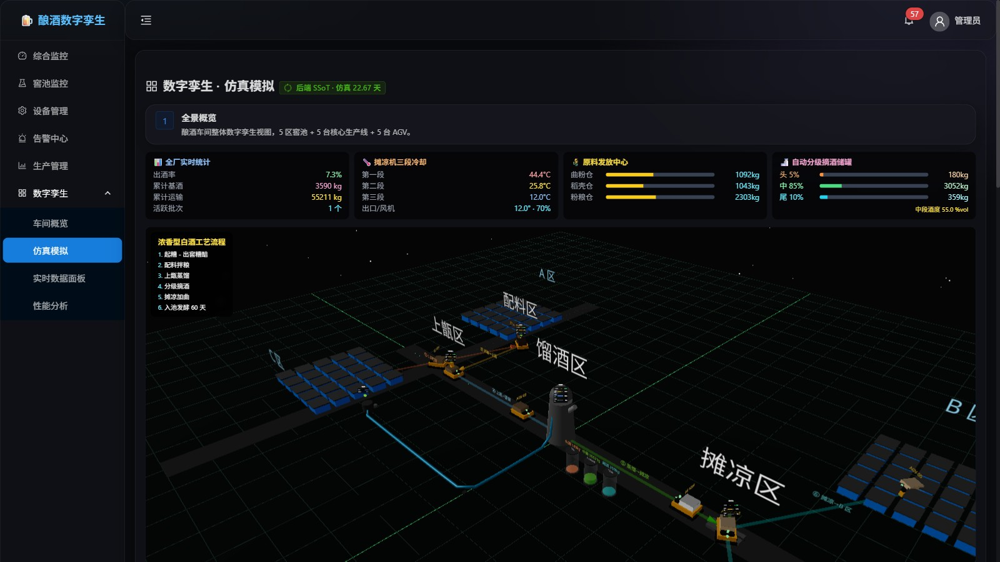 酿酒数字孪生
57
管理员
综合监控
窖池监控
设备管理
告警中心
生产管理
数字孪生
车间概览
仿真模拟
实时数据面板
性能分析
数字孪生 · 仿真模拟
后端 SSoT · 仿真 22.67 天
1
全景概览
酿酒车间整体数字孪生视图，5 区窖池 + 5 台核心生产线 + 5 台 AGV。
全厂实时统计
出酒率 7.3%
累计基酒 3590 kg
累计运输 55211 kg
活跃批次 1 个
摊凉机三段冷却
第一段 44.4°C
第二段 25.8°C
第三段 12.0°C
出口/风机 12.0° · 70%
原料发放中心
曲粉仓 1092kg
稻壳仓 1043kg
粉粮仓 2303kg
自动分级摘酒储罐
头 5% 180kg
中 85% 3052kg
尾 10% 359kg
中段酒度 55.0 %vol
浓香型白酒工艺流程
1. 起糟 - 出窖糟醅
2. 配料拌粮
3. 上甑蒸馏
4. 分级摘酒
5. 摊凉加曲
6. 入池发酵 60 天
A 区
配料区
上甑区
馏酒区
B 区
摊凉区
⑥ 摊凉→B 区